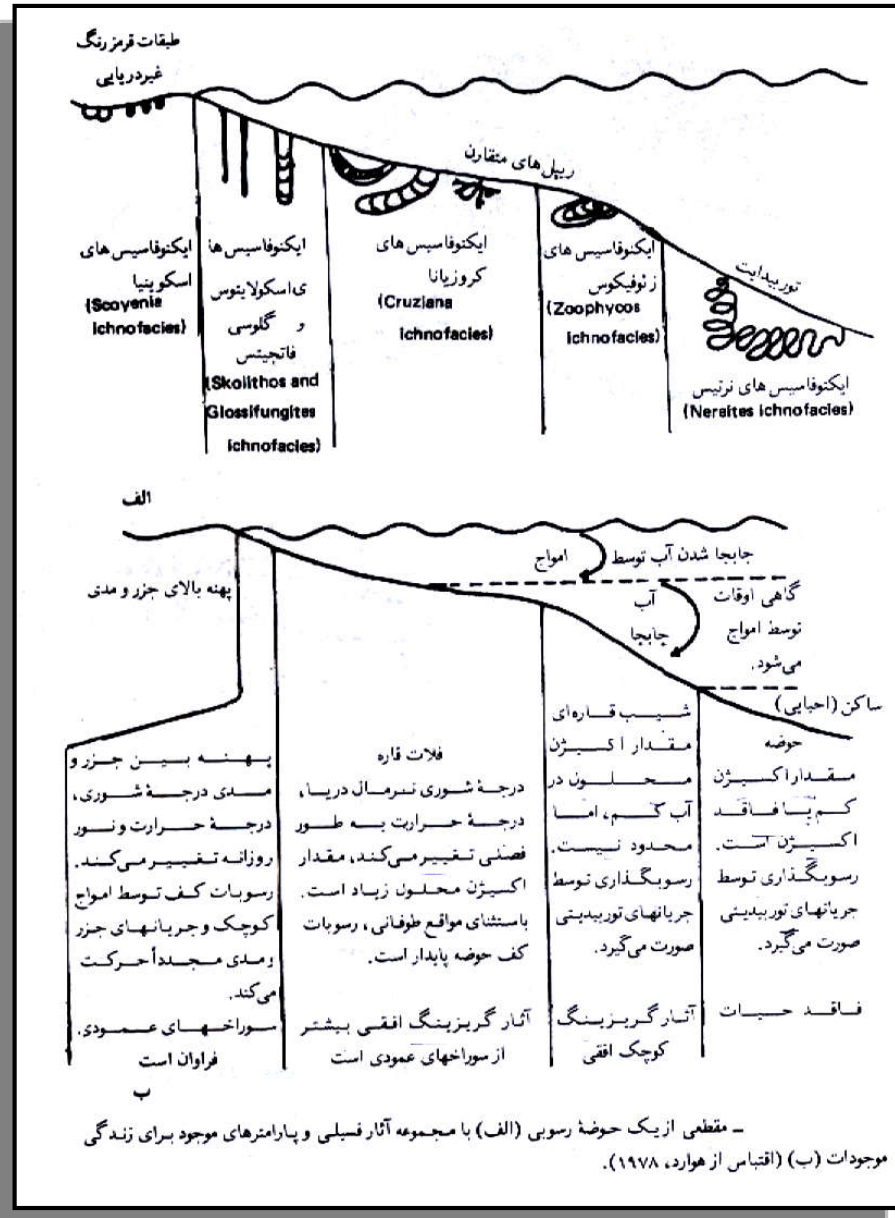 طبقات قرمز رنگ
غیردریایی
ریپل‌های متقارن
توربیدایت
ایکنوفاسیس های
اسکوینیا
(Scoyenia
ichnofacies)
ایکنوفاسیس ها
ی‌اسکولایتوس
و گلوسی
فانجیتس
(Skolithos and
Glossifungites
ichnofacies)
ایکنوفاسیس های
کروزیانا
(Cruziana
ichnofacies)
ایکنوفاسیس های
زئوفیکوس
(Zoophycos
ichnofacies)
ایکنوفاسیس های نرتیس
(Nereites ichnofacies)
الف
جابجا شدن آب توسط امواج
گاهی اوقات آب
توسط امواج جابجا
می‌شود.
ساکن (احیایی)
پهنه بالای جزر و مدی
پهنه بین جزر و
مدی درجهٔ شوری،
درجهٔ حرارت و نور
روزانه تغییر می‌کند.
رسوبات کف توسط امواج
کوچک و جریانهای جزر
و مدی مجدداً حرکت
می‌کند.
سوراخهای عمودی.
فراوان است
فلات قاره
درجهٔ شوری نرمال دریا،
درجهٔ حرارت به طور
فصلی تغییر می‌کند، مقدار
اکسیژن محلول زیاد است.
باستثنای مواقع طوفانی، رسوبات
کف حوضه پایدار است.
آثار گریزینگ افقی بیشتر
از سوراخهای عمودی است
شیب قاره‌ای
مقدار اکسیژن
محلول در
آب کم، اما
محدود نیست.
رسوبگذاری توسط
جریانهای توربیدیتی
صورت می‌گیرد.
آثار گریزینگ
کوچک افقی
حوضه
مقدار اکسیژن
کم یا فاقد
اکسیژن است.
رسوبگذاری توسط
جریانهای توربیدیتی
صورت می‌گیرد.
فاقد حیات
ب
ـ مقطعی از یک حوضهٔ رسوبی (الف) با مجموعه آثار فسیلی و پارامترهای موجود برای زندگی
موجودات (ب) (اقتباس از هوارد، ۱۹۷۸).